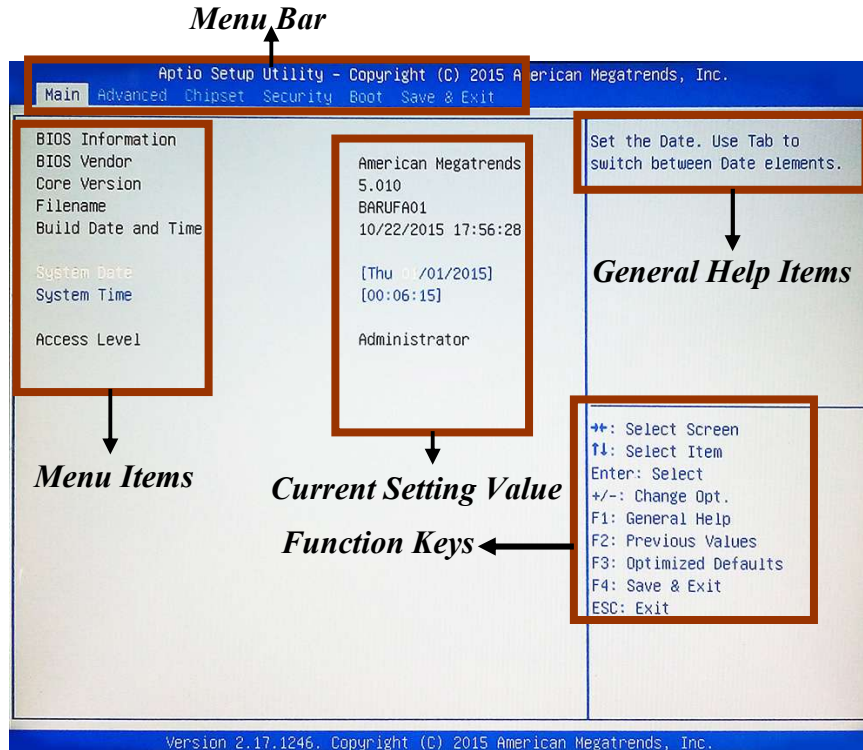 Menu Bar
Aptio Setup Utility - Copyright (C) 2015 American Megatrends, Inc.
Main Advanced Chipset Security Boot Save & Exit
BIOS Information
BIOS Vendor American Megatrends
Core Version 5.010
Filename BARUFA01
Build Date and Time 10/22/2015 17:56:28
System Date [Thu 01/01/2015]
System Time [00:06:15]
Access Level Administrator
Set the Date. Use Tab to
switch between Date elements.
General Help Items
Menu Items
Current Setting Value
Function Keys
→←: Select Screen
↑↓: Select Item
Enter: Select
+/-: Change Opt.
F1: General Help
F2: Previous Values
F3: Optimized Defaults
F4: Save & Exit
ESC: Exit
Version 2.17.1246. Copyright (C) 2015 American Megatrends, Inc.